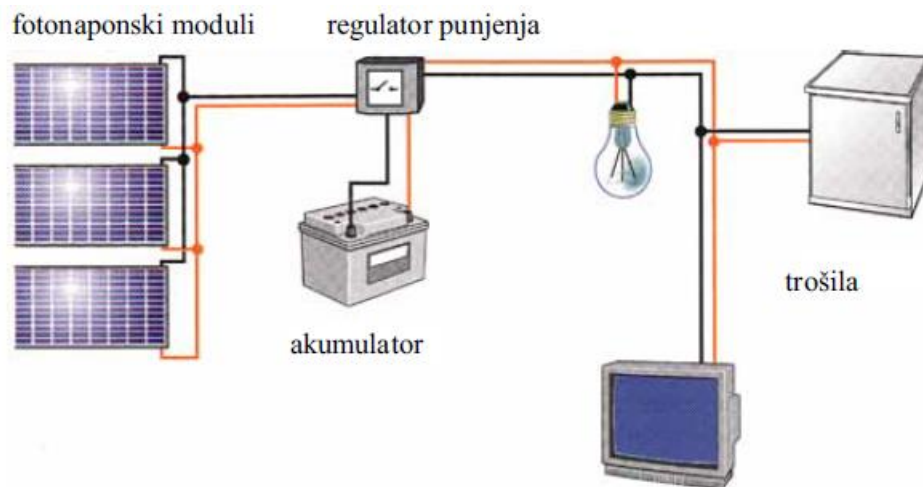 fotonaponski moduli
regulator punjenja
akumulator
trošila